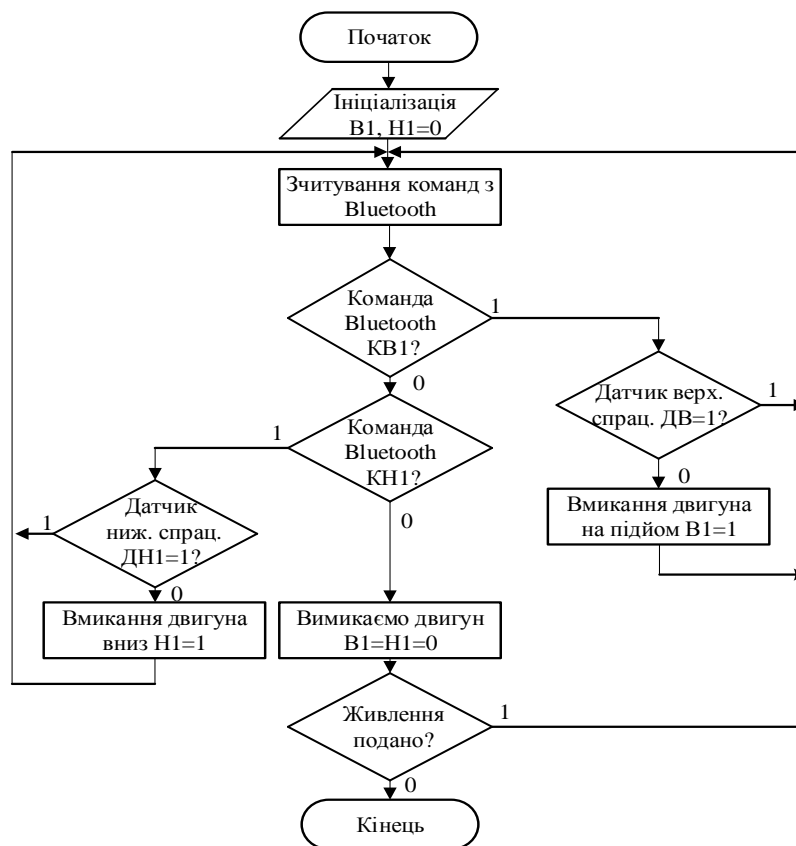 Початок
Ініціалізація
В1, Н1=0
Зчитування команд з
Bluetooth
Команда
Bluetooth
КВ1?
1
0
Датчик верх.
спрац. ДВ=1?
1
0
Вмикання двигуна
на підйом В1=1
Команда
Bluetooth
КН1?
1
0
Датчик
ниж. спрац.
ДН1=1?
1
0
Вмикання двигуна
вниз Н1=1
Вимикаємо двигун
В1=Н1=0
Живлення
подано?
1
0
Кінець